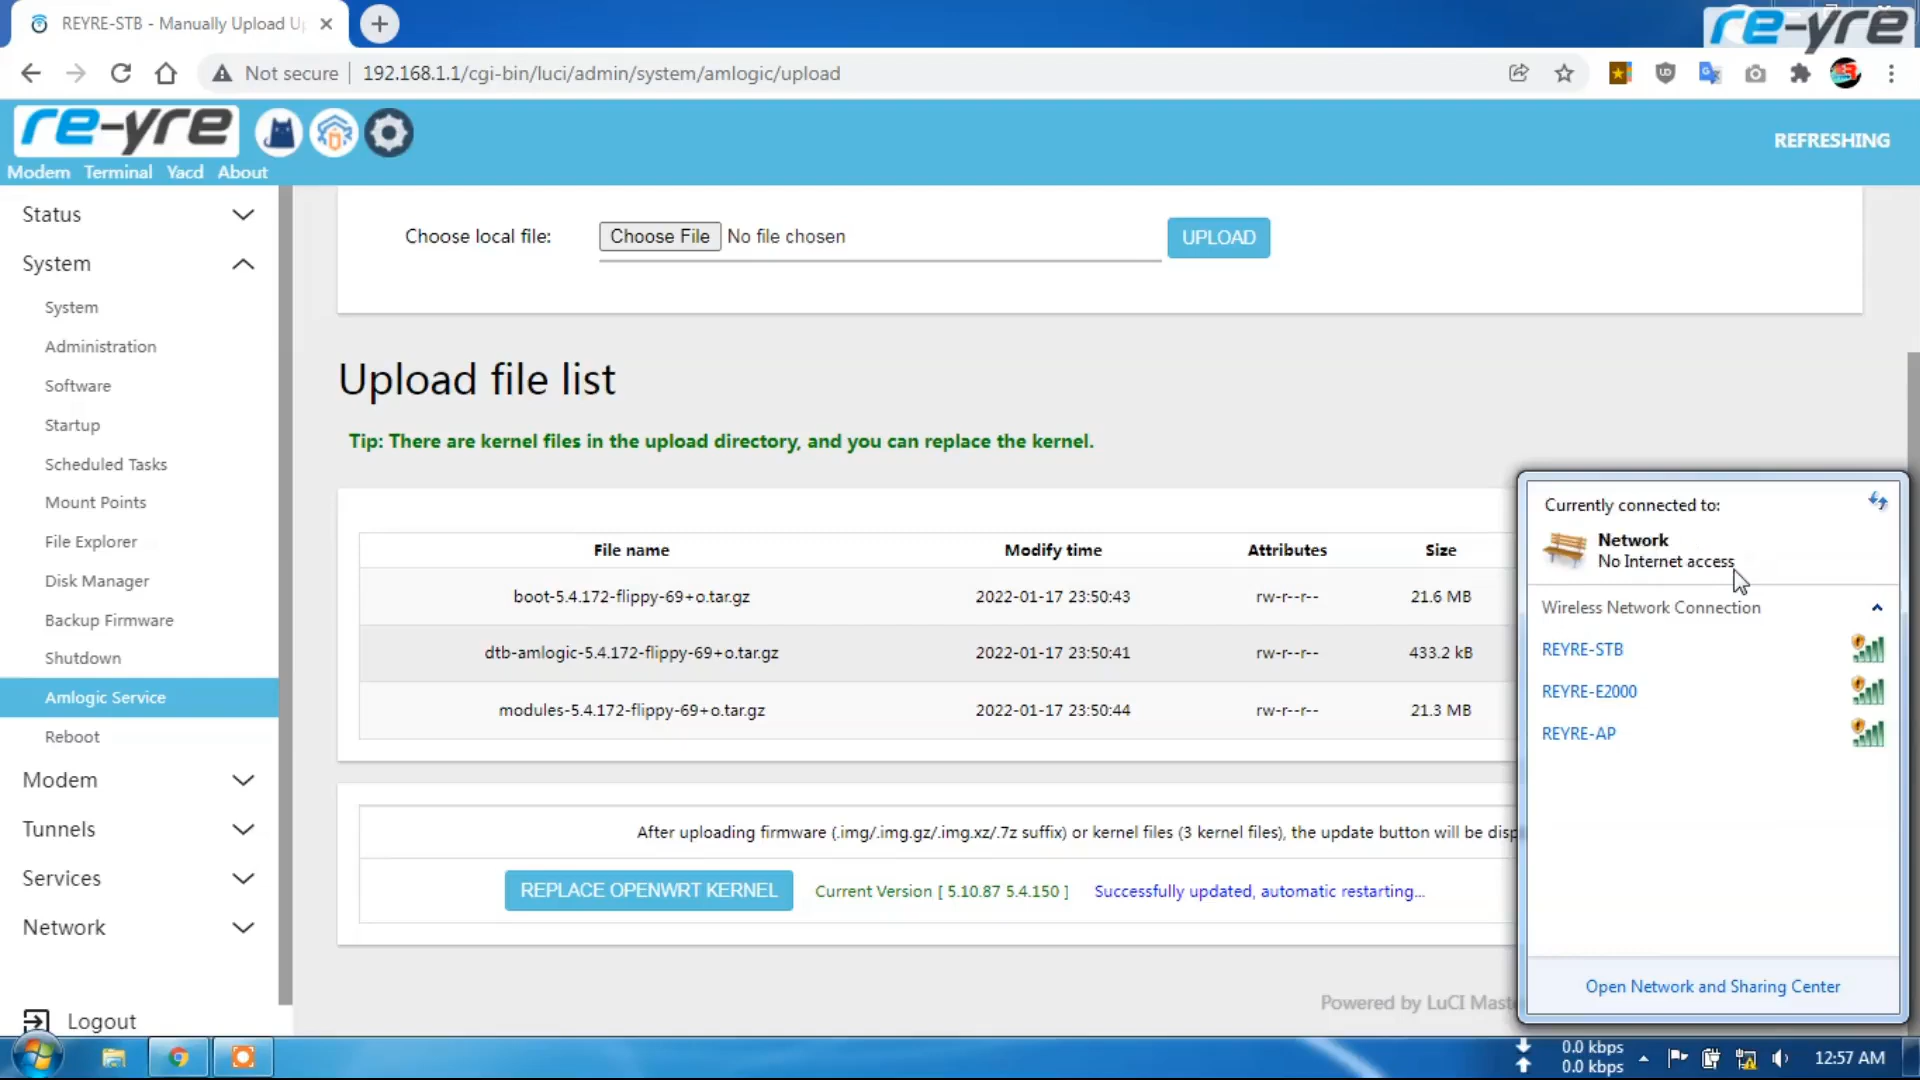 REYRE-STB - Manually Upload U
re-yre
Not secure
192.168.1.1/cgi-bin/luci/admin/system/amlogic/upload
re-yre
REFRESHING
Modem Terminal Yacd About
Status
System
System
Administration
Software
Startup
Scheduled Tasks
Mount Points
File Explorer
Disk Manager
Backup Firmware
Shutdown
Amlogic Service
Reboot
Modem
Tunnels
Services
Network
Logout
Choose local file: Choose File No file chosen UPLOAD
Upload file list
Tip: There are kernel files in the upload directory, and you can replace the kernel.
File name Modify time Attributes Size
boot-5.4.172-flippy-69+o.tar.gz 2022-01-17 23:50:43 rw-r--r-- 21.6 MB
dtb-amlogic-5.4.172-flippy-69+o.tar.gz 2022-01-17 23:50:41 rw-r--r-- 433.2 kB
modules-5.4.172-flippy-69+o.tar.gz 2022-01-17 23:50:44 rw-r--r-- 21.3 MB
After uploading firmware (.img/.img.gz/.img.xz/.7z suffix) or kernel files (3 kernel files), the update button will be disp
REPLACE OPENWRT KERNEL Current Version [ 5.10.87 5.4.150 ] Successfully updated, automatic restarting...
Powered by LuCI Mast
Currently connected to:
Network
No Internet access
Wireless Network Connection
REYRE-STB
REYRE-E2000
REYRE-AP
Open Network and Sharing Center
0.0 kbps
0.0 kbps
12:57 AM